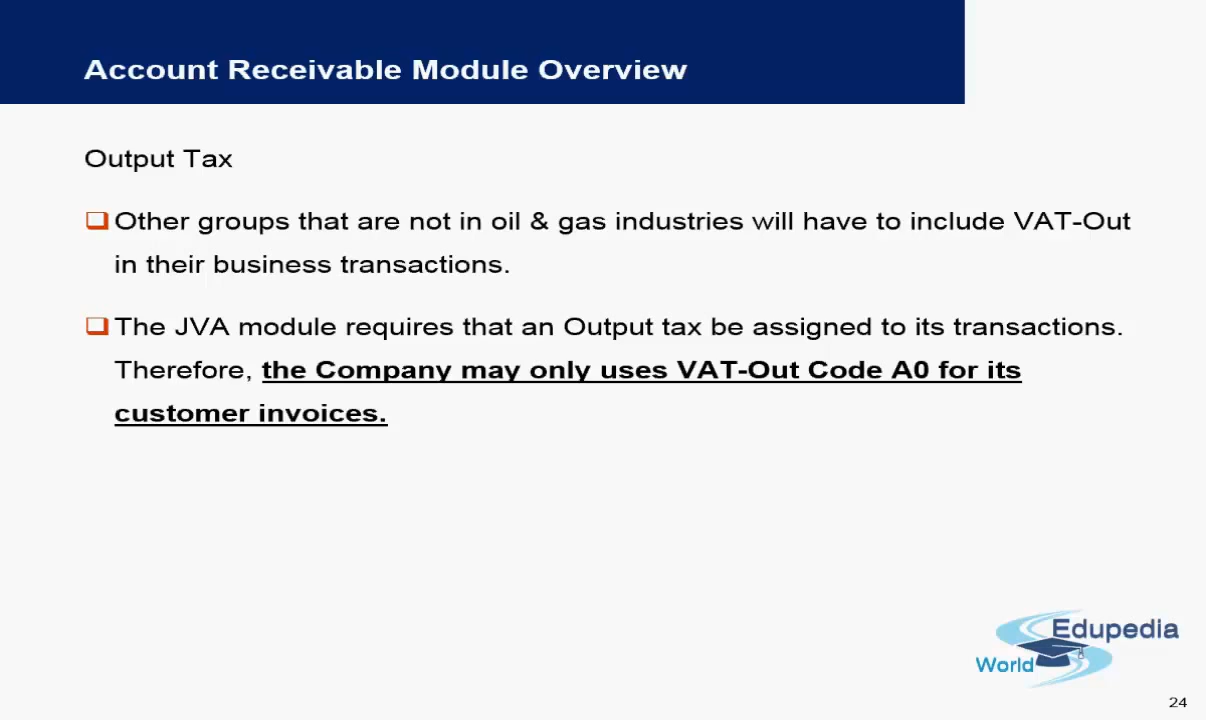 Account Receivable Module Overview
Output Tax
Other groups that are not in oil & gas industries will have to include VAT-Out
in their business transactions.
The JVA module requires that an Output tax be assigned to its transactions.
Therefore, the Company may only uses VAT-Out Code A0 for its
customer invoices.
Edupedia
World
24